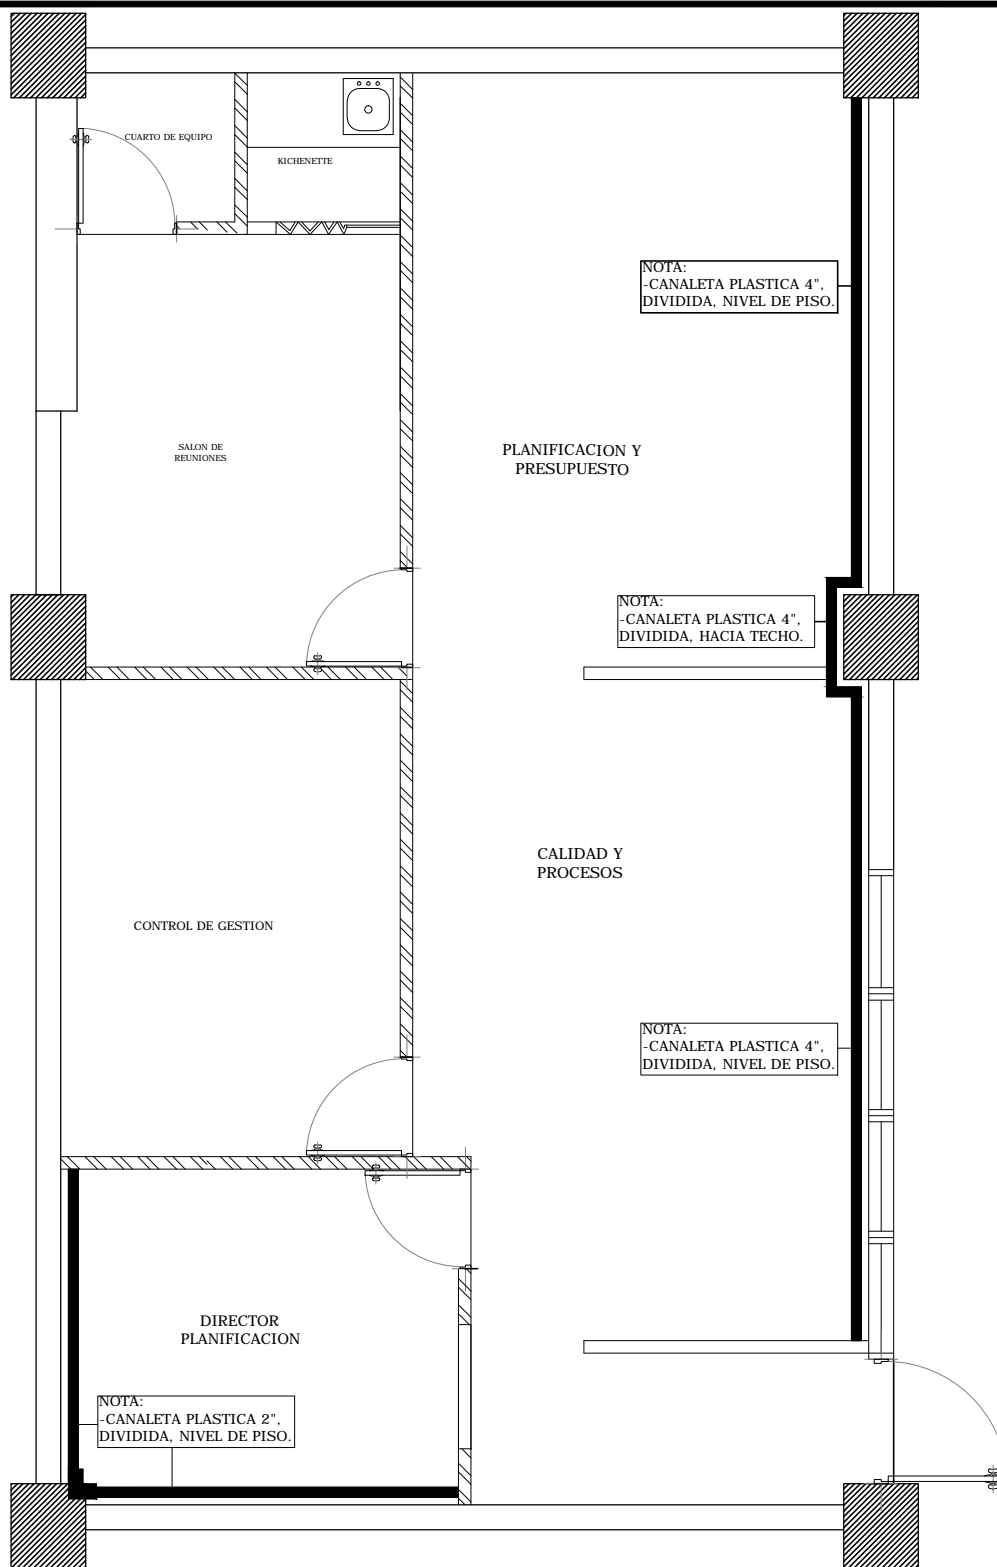 CUARTO DE EQUIPO
KICHENETTE
NOTA:
-CANALETA PLASTICA 4",
DIVIDIDA, NIVEL DE PISO.
SALON DE
REUNIONES
PLANIFICACION Y
PRESUPUESTO
NOTA:
-CANALETA PLASTICA 4",
DIVIDIDA, HACIA TECHO.
CALIDAD Y
PROCESOS
CONTROL DE GESTION
NOTA:
-CANALETA PLASTICA 4",
DIVIDIDA, NIVEL DE PISO.
DIRECTOR
PLANIFICACION
NOTA:
-CANALETA PLASTICA 2",
DIVIDIDA, NIVEL DE PISO.